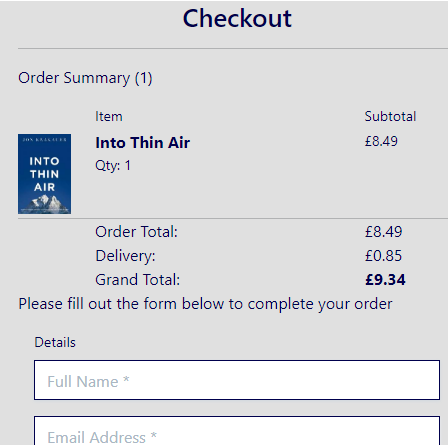 Checkout
Order Summary (1)
Item Subtotal
JON KRAKAUER
INTO
THIN
AIR
Into Thin Air £8.49
Qty: 1
Order Total: £8.49
Delivery: £0.85
Grand Total: £9.34
Please fill out the form below to complete your order
Details
Full Name *
Email Address *